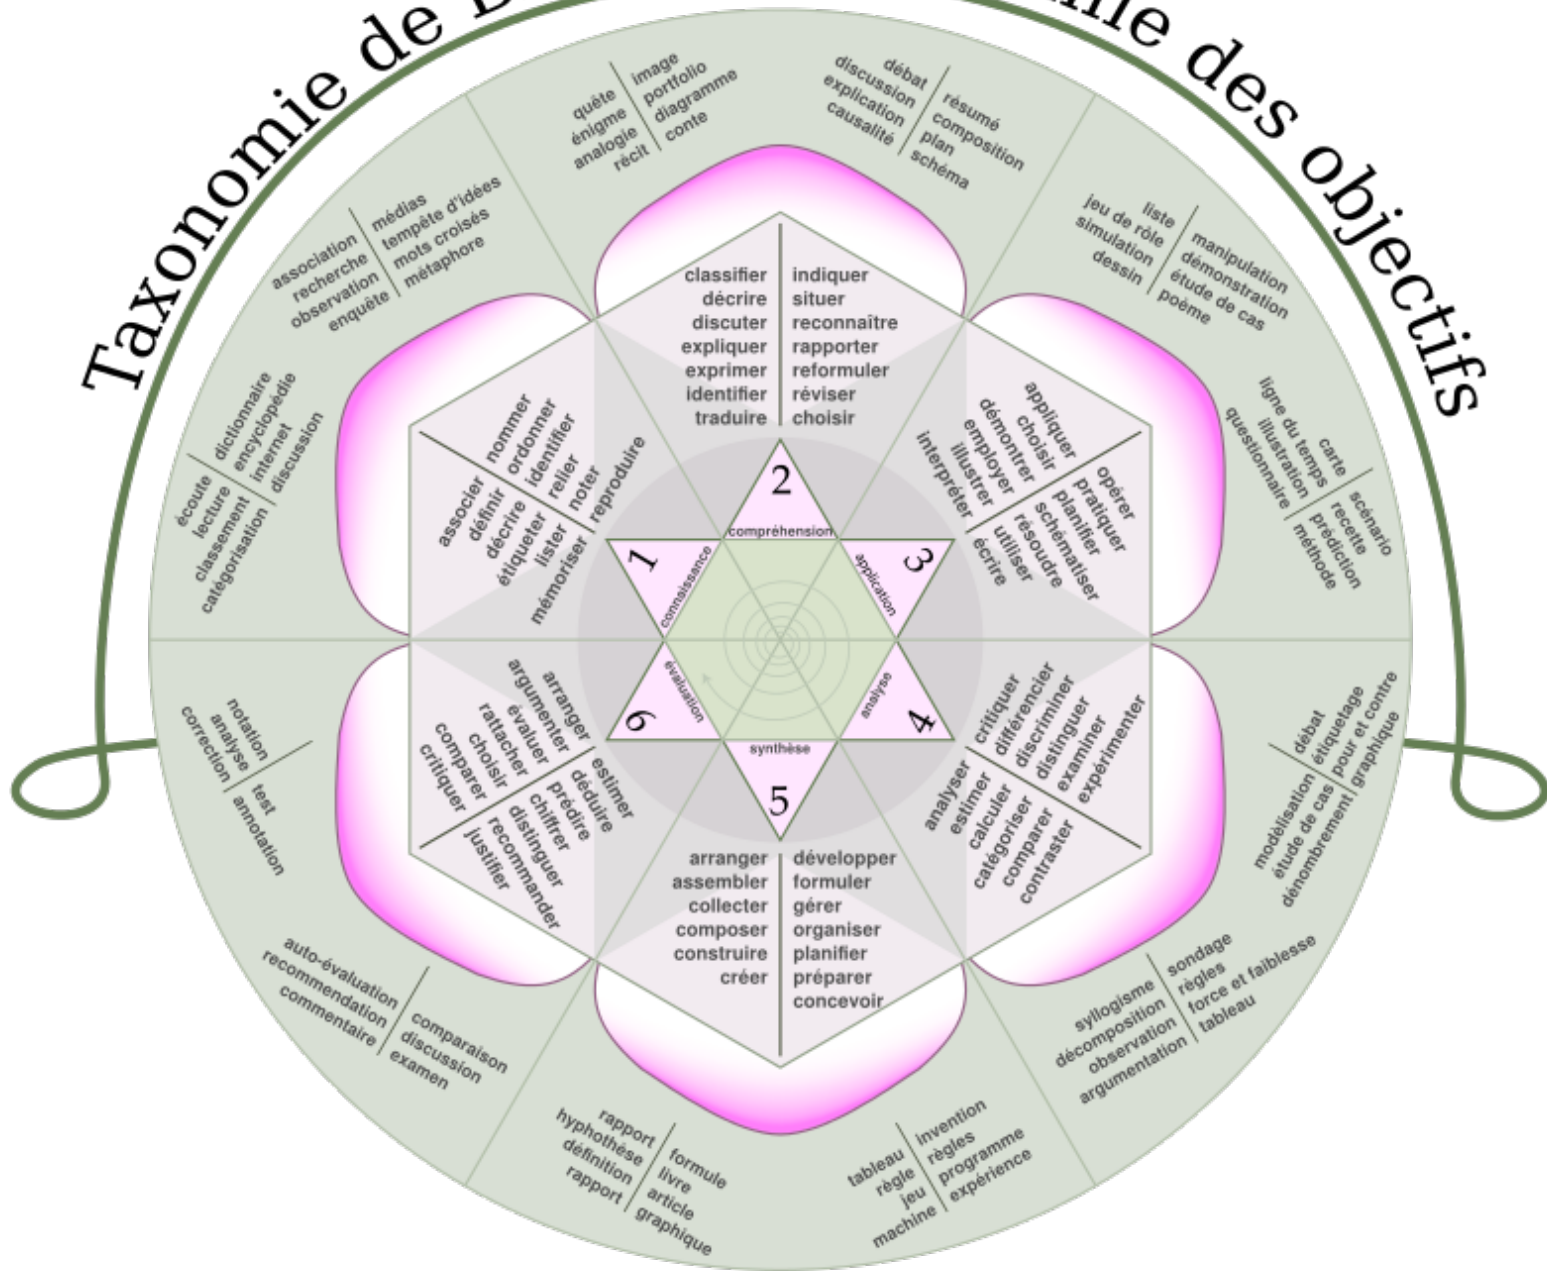 Taxonomie de
des objectifs
image
portfolio
diagramme
conte
quête
énigme
analogie
récit
débat
discussion
explication
causalité
résumé
composition
plan
schéma
médias
tempête d'idées
mots croisés
métaphore
association
recherche
observation
enquête
liste
jeu de rôle
simulation
dessin
manipulation
démonstration
étude de cas
poème
dictionnaire
encyclopédie
internet
discussion
écoute
lecture
classement
catégorisation
carte
ligne du temps
illustration
questionnaire
scénario
recette
prédiction
méthode
classifier
décrire
discuter
expliquer
exprimer
identifier
traduire
indiquer
situer
reconnaître
rapporter
reformuler
réviser
choisir
nommer
ordonner
identifier
relier
noter
reproduire
associer
définir
décrire
étiqueter
lister
mémoriser
appliquer
choisir
démontrer
employer
illustrer
interpréter
opérer
pratiquer
planifier
schématiser
résoudre
utiliser
écrire
2
compréhension
1
connaissance
3
application
6
évaluation
4
analyse
synthèse
5
arranger
argumenter
évaluer
rattacher
choisir
comparer
critiquer
estimer
déduire
prédire
chiffrer
distinguer
recommander
justifier
critiquer
différencier
discriminer
distinguer
examiner
expérimenter
analyser
estimer
calculer
catégoriser
comparer
contraster
arranger
assembler
collecter
composer
construire
créer
développer
formuler
gérer
organiser
planifier
préparer
concevoir
notation
analyse
correction
test
annotation
débat
étiquetage
pour et contre
graphique
modélisation
étude de cas
dénombrement
auto-évaluation
recommendation
commentaire
comparaison
discussion
examen
sondage
règles
force et faiblesse
tableau
syllogisme
décomposition
observation
argumentation
rapport
hyphothèse
définition
rapport
formule
livre
article
graphique
invention
règles
programme
expérience
tableau
règle
jeu
machine